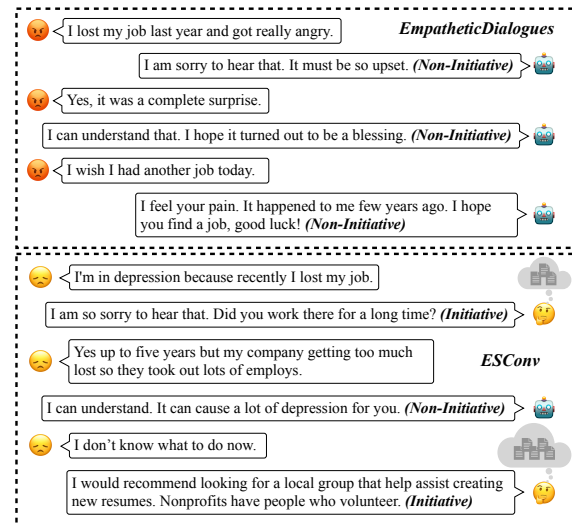 I lost my job last year and got really angry.
EmpatheticDialogues
I am sorry to hear that. It must be so upset. (Non-Initiative)
Yes, it was a complete surprise.
I can understand that. I hope it turned out to be a blessing. (Non-Initiative)
I wish I had another job today.
I feel your pain. It happened to me few years ago. I hope
you find a job, good luck! (Non-Initiative)
I'm in depression because recently I lost my job.
I am so sorry to hear that. Did you work there for a long time? (Initiative)
Yes up to five years but my company getting too much
lost so they took out lots of employs.
ESConv
I can understand. It can cause a lot of depression for you. (Non-Initiative)
I don't know what to do now.
I would recommend looking for a local group that help assist creating
new resumes. Nonprofits have people who volunteer. (Initiative)